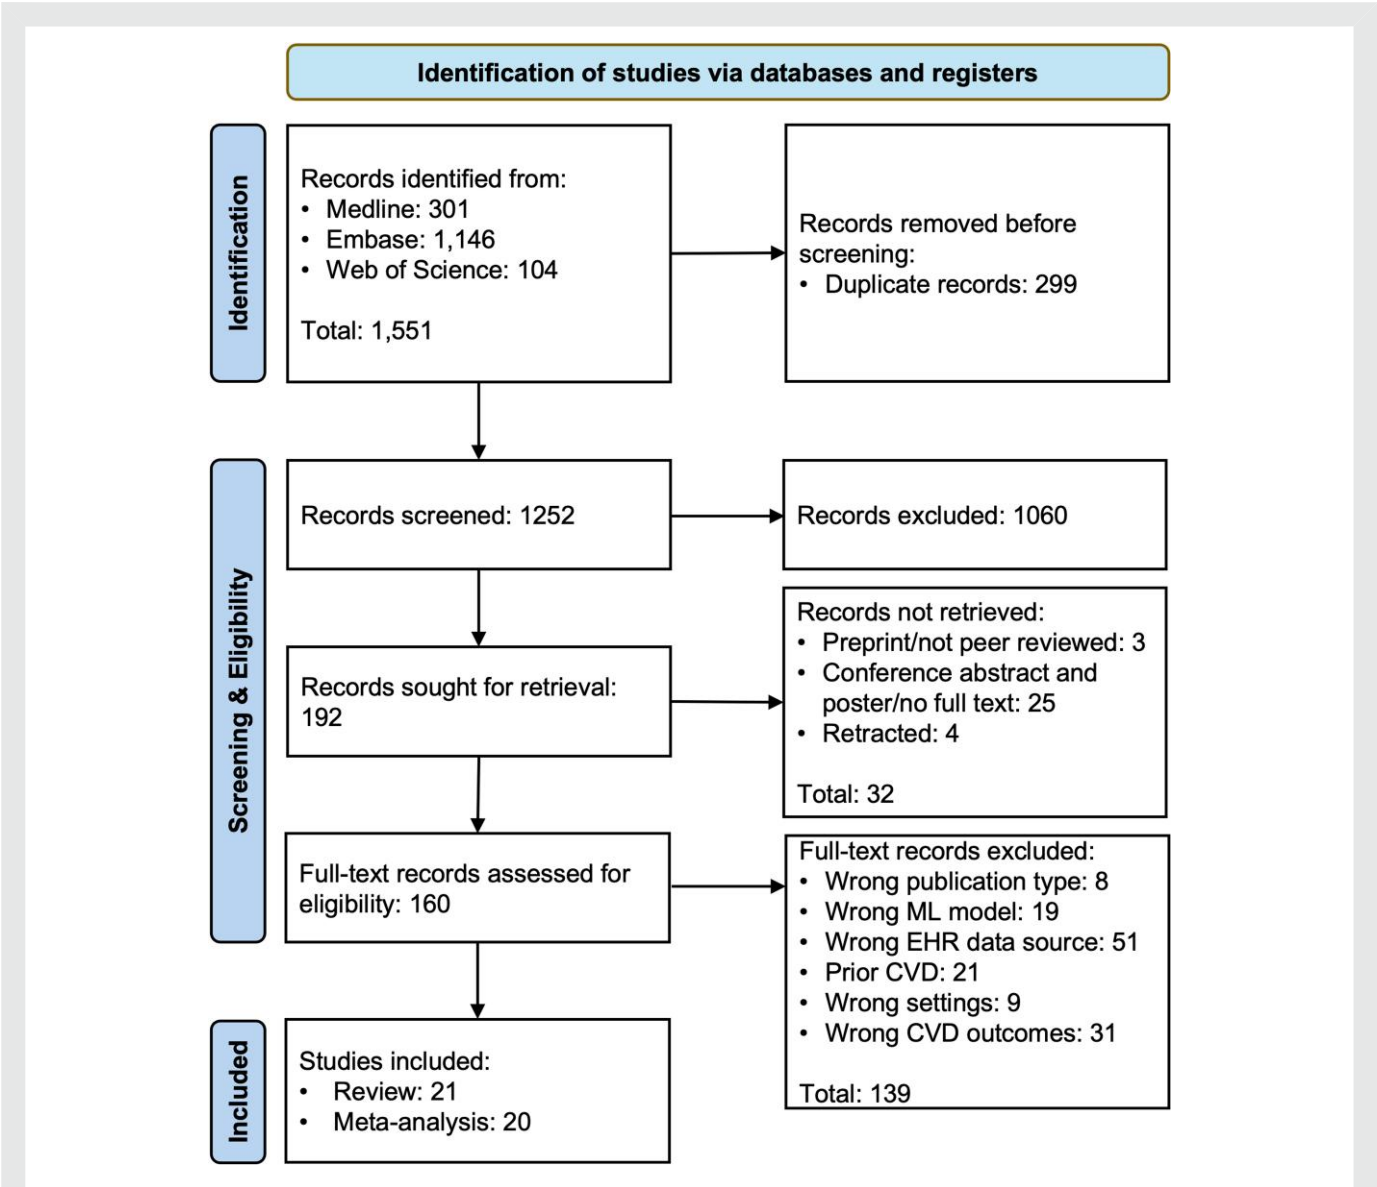 Identification of studies via databases and registers
Identification
Records identified from:
• Medline: 301
• Embase: 1,146
• Web of Science: 104
Total: 1,551
Records removed before
screening:
• Duplicate records: 299
Screening & Eligibility
Records screened: 1252
Records excluded: 1060
Records sought for retrieval:
192
Records not retrieved:
• Preprint/not peer reviewed: 3
• Conference abstract and
poster/no full text: 25
• Retracted: 4
Total: 32
Full-text records assessed for
eligibility: 160
Full-text records excluded:
• Wrong publication type: 8
• Wrong ML model: 19
• Wrong EHR data source: 51
• Prior CVD: 21
• Wrong settings: 9
• Wrong CVD outcomes: 31
Total: 139
Included
Studies included:
• Review: 21
• Meta-analysis: 20